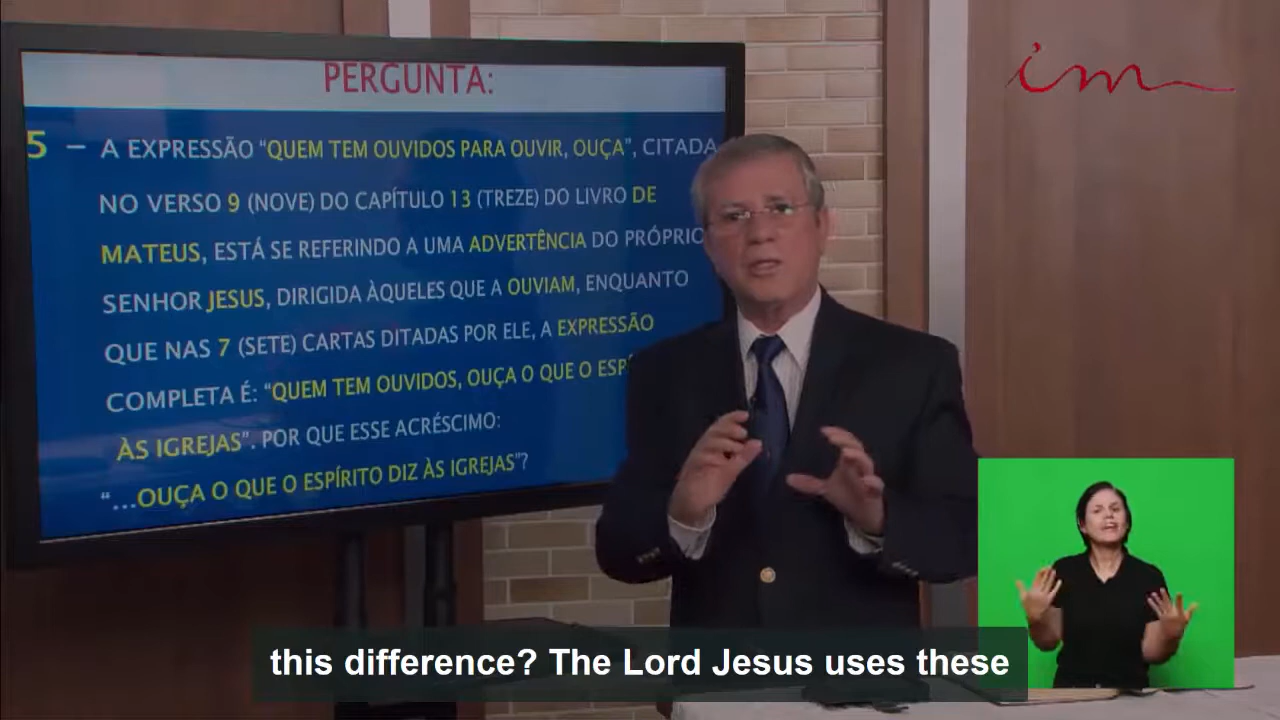 im
PERGUNTA:
5 – A EXPRESSÃO “QUEM TEM OUVIDOS PARA OUVIR, OUÇA”, CITADA
NO VERSO 9 (NOVE) DO CAPÍTULO 13 (TREZE) DO LIVRO DE
MATEUS, ESTÁ SE REFERINDO A UMA ADVERTÊNCIA DO PRÓPRIO
SENHOR JESUS, DIRIGIDA ÀQUELES QUE A OUVIAM, ENQUANTO
QUE NAS 7 (SETE) CARTAS DITADAS POR ELE, A EXPRESSÃO
COMPLETA É: “QUEM TEM OUVIDOS, OUÇA O QUE O
ÀS IGREJAS”. POR QUE ESSE ACRÉSCIMO:
“...OUÇA O QUE O ESPÍRITO DIZ ÀS IGREJAS”?
this difference? The Lord Jesus uses these